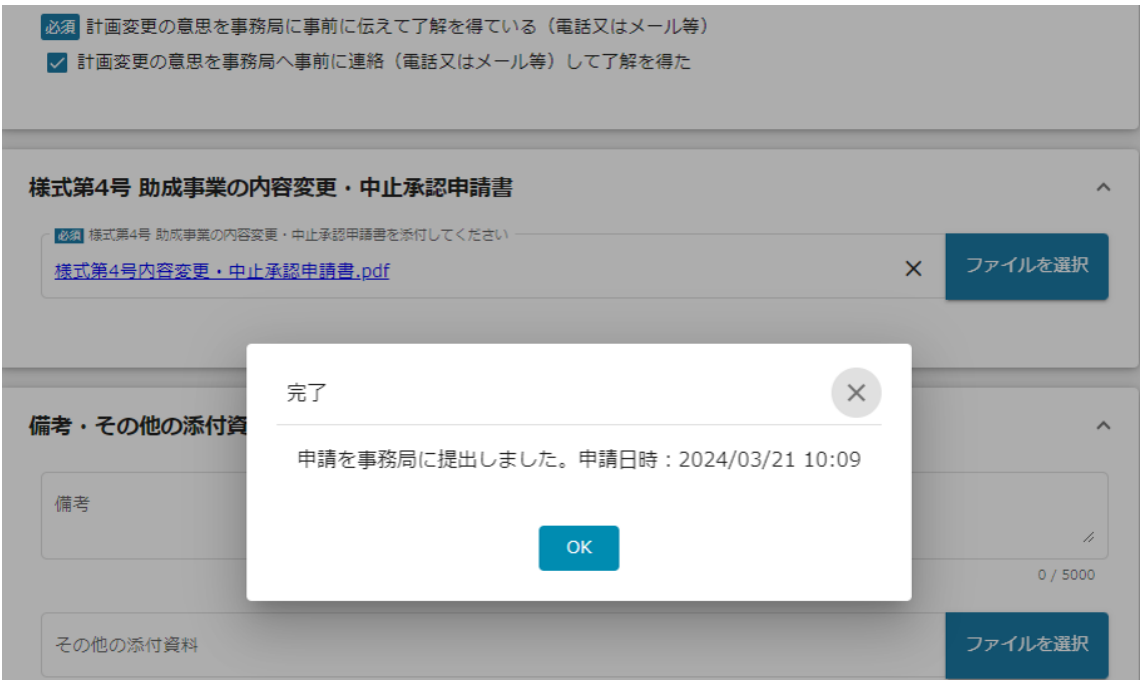 必須 計画変更の意思を事務局に事前に伝えて了解を得ている（電話又はメール等）
計画変更の意思を事務局へ事前に連絡（電話又はメール等）して了解を得た
様式第4号 助成事業の内容変更・中止承認申請書
必須 様式第4号 助成事業の内容変更・中止承認申請書を添付してください
様式第4号内容変更・中止承認申請書.pdf
ファイルを選択
完了
備考・その他の添付資
申請を事務局に提出しました。申請日時：2024/03/21 10:09
備考
OK
0 / 5000
その他の添付資料
ファイルを選択